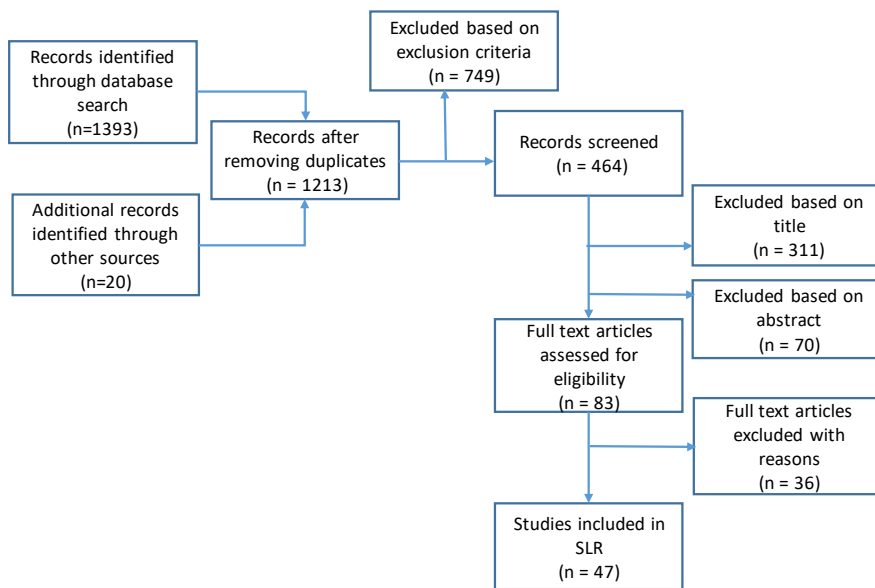 Records identified
through database
search
(n=1393)
Additional records
identified through
other sources
(n=20)
Records after
removing duplicates
(n = 1213)
Excluded based on
exclusion criteria
(n = 749)
Records screened
(n = 464)
Excluded based on
title
(n = 311)
Excluded based on
abstract
(n = 70)
Full text articles
assessed for
eligibility
(n = 83)
Full text articles
excluded with
reasons
(n = 36)
Studies included in
SLR
(n = 47)